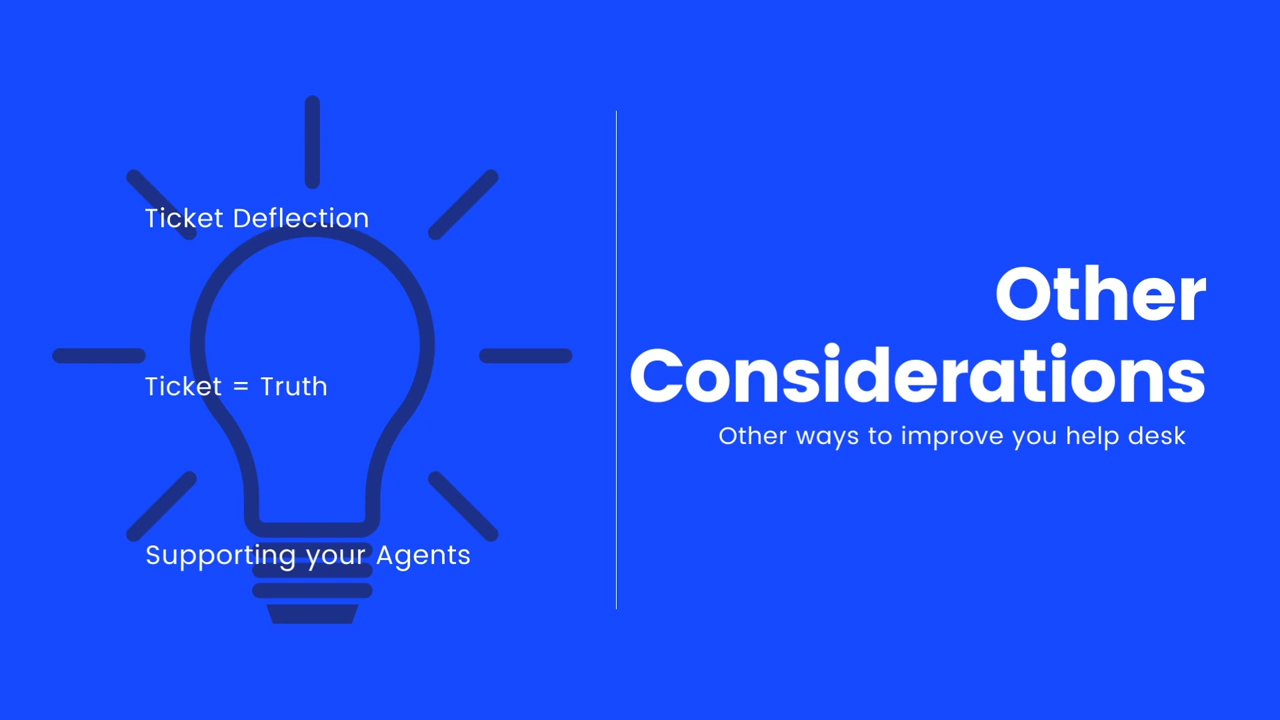 Ticket Deflection
Ticket = Truth
Supporting your Agents
Other
Considerations
Other ways to improve you help desk